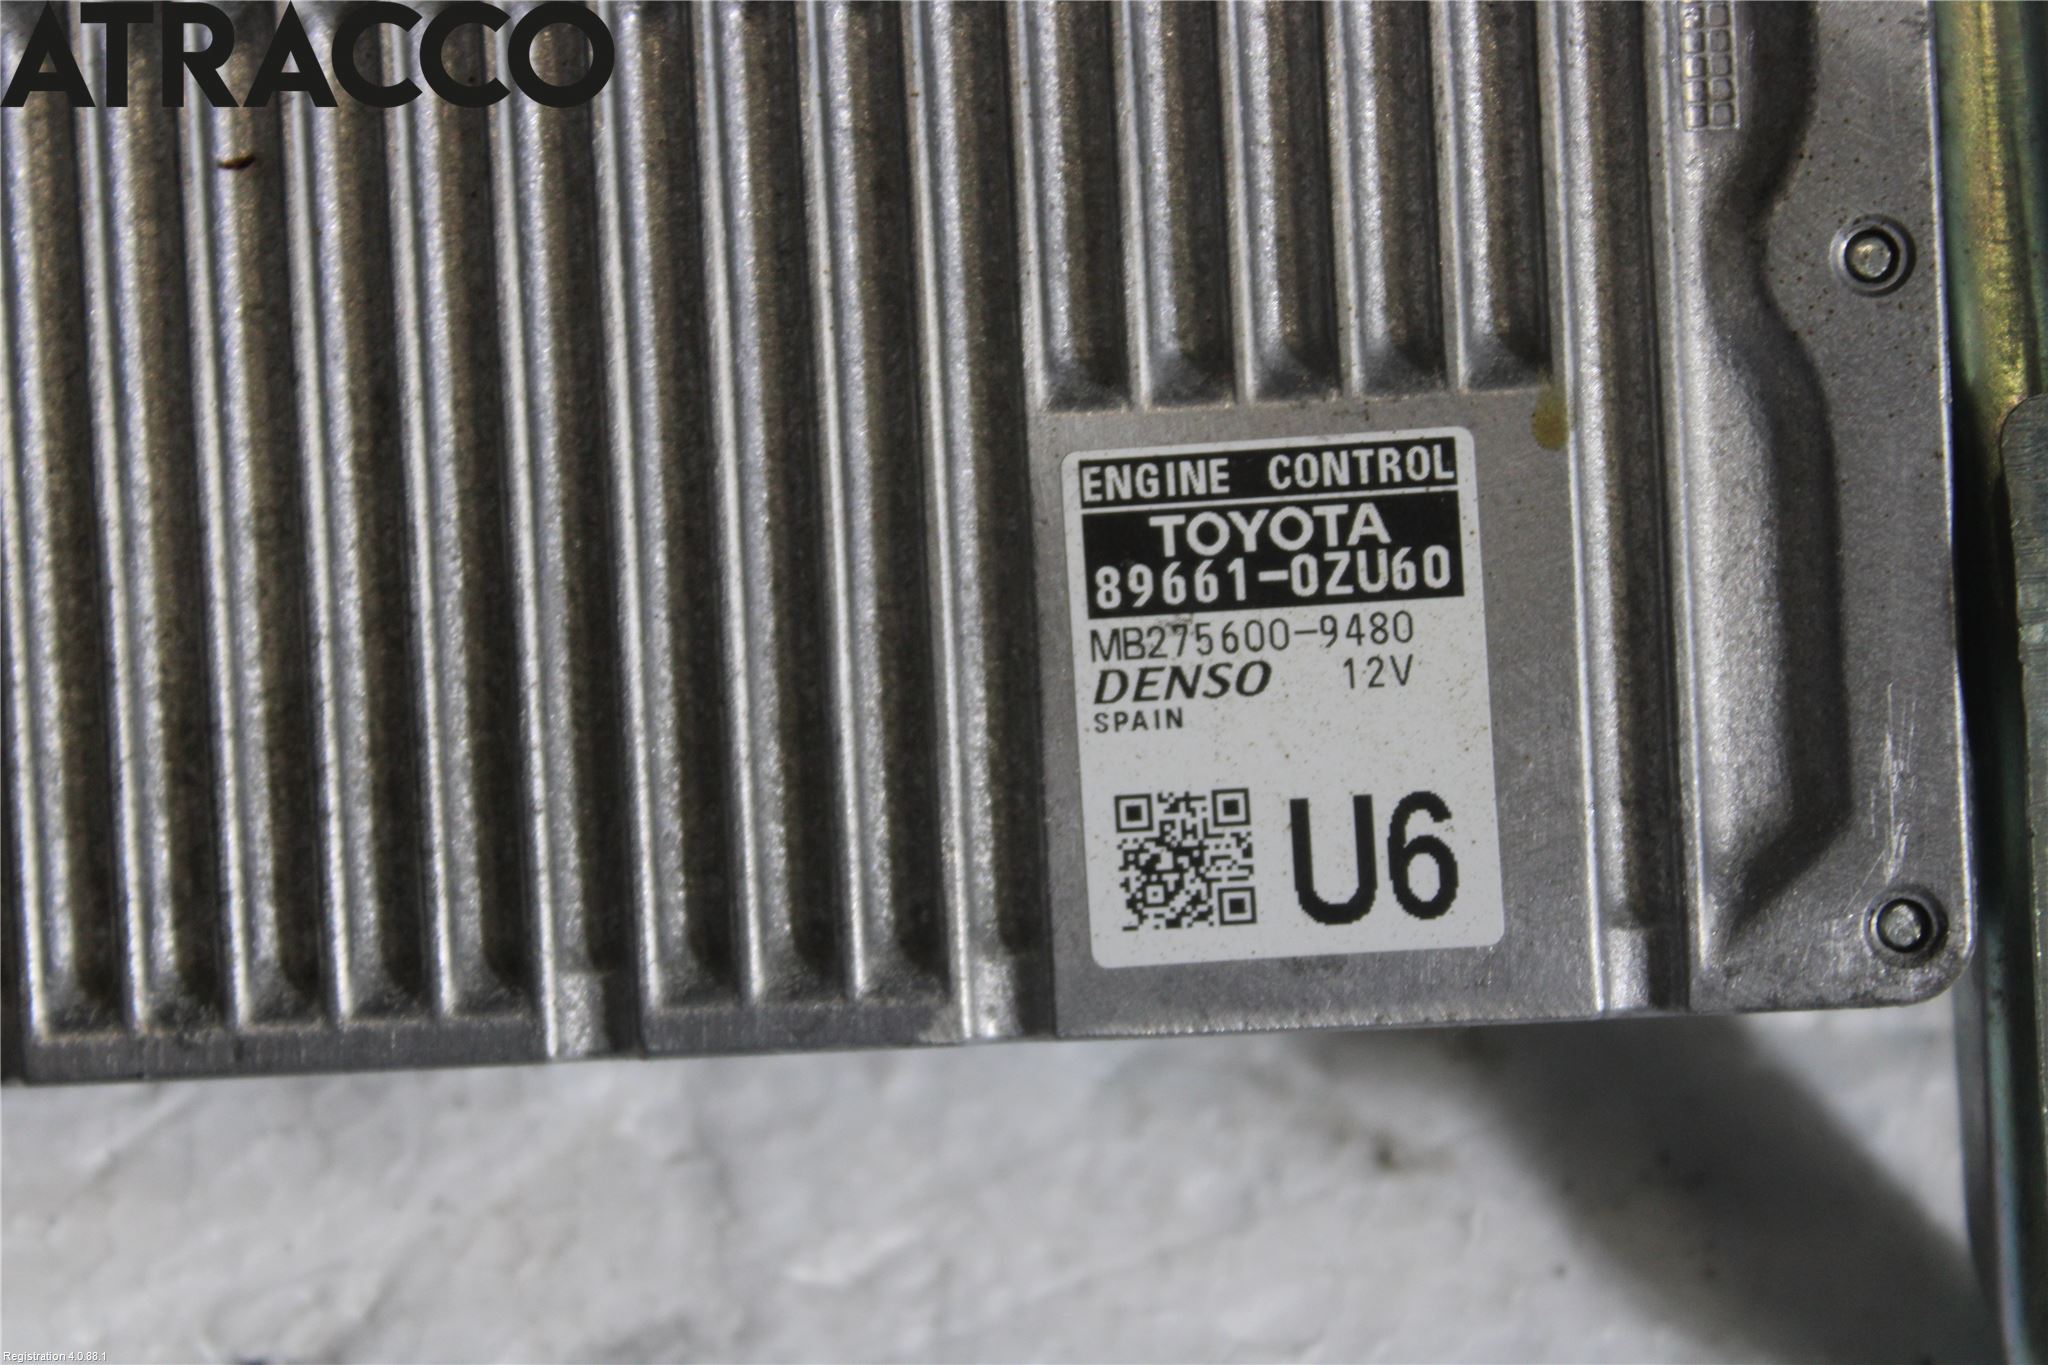 ATRACCO
ENGINE CONTROL
TOYOTA
89661-0ZU60
MB275600-9480
DENSO 12V
SPAIN
U6
Registration 4.0.88.1